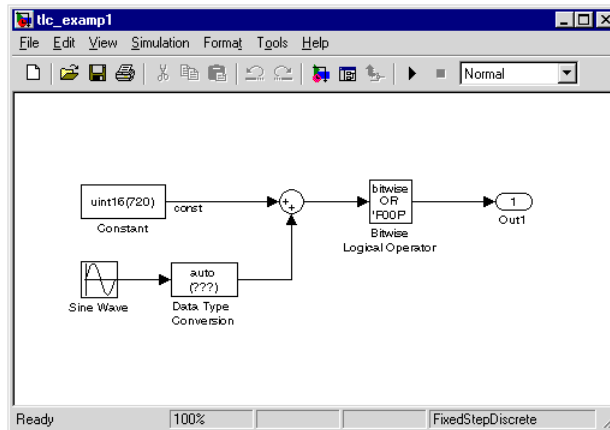 tlc_examp1
File Edit View Simulation Format Tools Help
Normal
uint16(720)
const
Constant
Sine Wave
auto
(???)
Data Type
Conversion
bitwise
OR
'F00F'
Bitwise
Logical Operator
1
Out1
Ready 100% FixedStepDiscrete